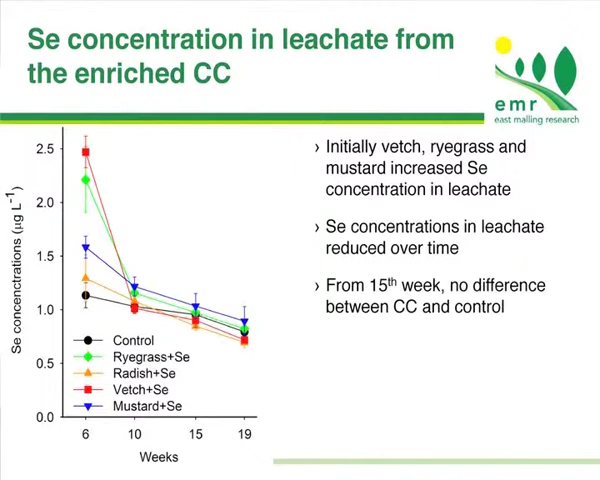 Se concentration in leachate from
the enriched CC
emr
east malling research
Se concenctrations (µg L⁻¹)
2.5
2.0
1.5
1.0
0.5
0.0
Control
Ryegrass+Se
Radish+Se
Vetch+Se
Mustard+Se
6 10 15 19
Weeks
› Initially vetch, ryegrass and
mustard increased Se
concentration in leachate
› Se concentrations in leachate
reduced over time
› From 15th week, no difference
between CC and control